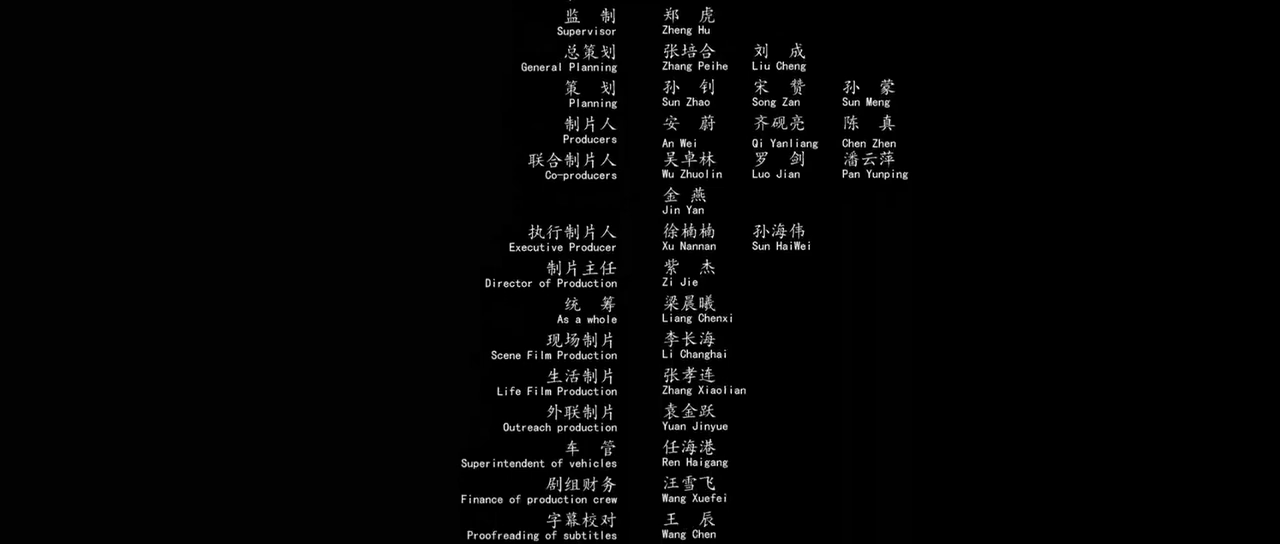 监 制 郑 虎
Supervisor Zheng Hu
总策划 张培合 刘 成
General Planning Zhang Peihe Liu Cheng
策 划 孙 钊 宋 赞 孙 蒙
Planning Sun Zhao Song Zan Sun Meng
制片人 安 蔚 齐砚亮 陈 真
Producers An Wei Qi Yanliang Chen Zhen
联合制片人 吴卓林 罗 剑 潘云萍
Co-producers Wu Zhuolin Luo Jian Pan Yunping
金 燕
Jin Yan
执行制片人 徐楠楠 孙海伟
Executive Producer Xu Nannan Sun HaiWei
制片主任 紫 杰
Director of Production Zi Jie
统 筹 梁晨曦
As a whole Liang Chenxi
现场制片 李长海
Scene Film Production Li Changhai
生活制片 张孝连
Life Film Production Zhang Xiaolian
外联制片 袁金跃
Outreach production Yuan Jinyue
车 管 任海港
Superintendent of vehicles Ren Haigang
剧组财务 汪雪飞
Finance of production crew Wang Xuefei
字幕校对 王 辰
Proofreading of subtitles Wang Chen